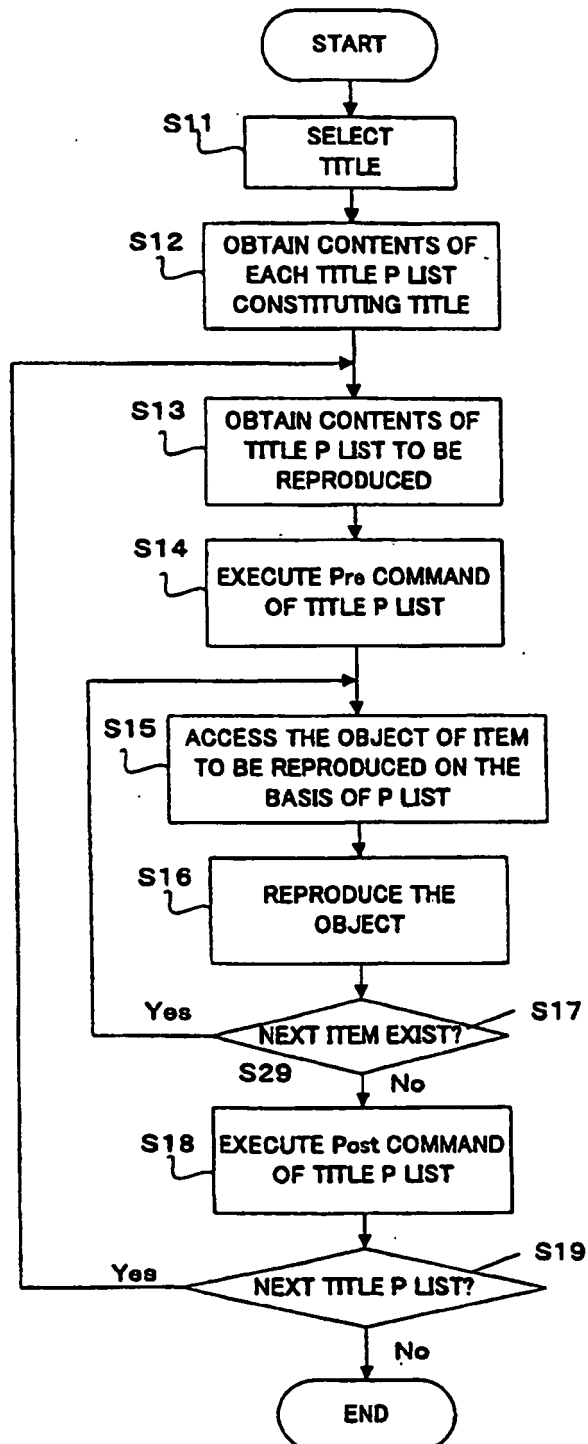 START
S11
SELECT
TITLE
S12
OBTAIN CONTENTS OF
EACH TITLE P LIST
CONSTITUTING TITLE
S13
OBTAIN CONTENTS OF
TITLE P LIST TO BE
REPRODUCED
S14
EXECUTE Pre COMMAND
OF TITLE P LIST
S15
ACCESS THE OBJECT OF ITEM
TO BE REPRODUCED ON THE
BASIS OF P LIST
S16
REPRODUCE THE
OBJECT
Yes
NEXT ITEM EXIST?
S17
S29
No
S18
EXECUTE Post COMMAND
OF TITLE P LIST
S19
Yes
NEXT TITLE P LIST?
No
END